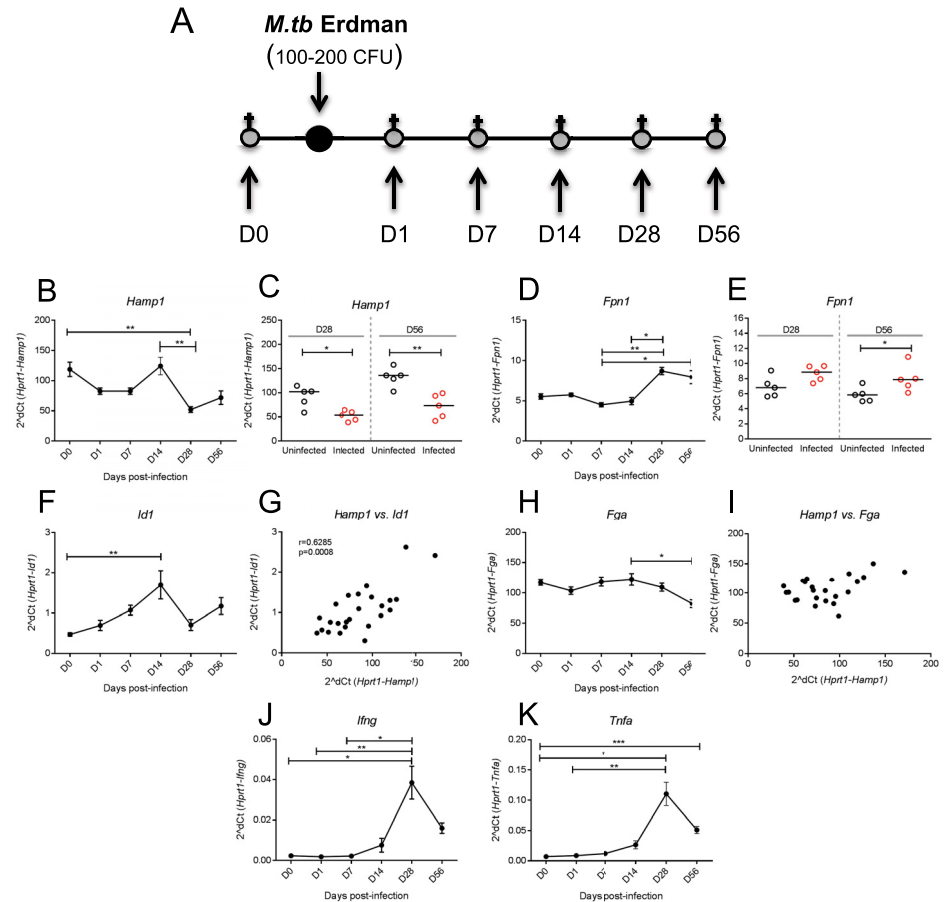 A
M.tb Erdman
(100-200 CFU)
D0 D1 D7 D14 D28 D56
B
Hamp1
2^dCt (Hprt1-Hamp1)
200
150
100
50
0
**
**
D0 D1 D7 D14 D28 D56
Days post-infection
C
Hamp1
2^dCt (Hprt1-Hamp1)
250
200
150
100
50
0
D28 D56
* **
Uninfected Infected Uninfected Infected
D
Fpn1
2^dCt (Hprt1-Fpn1)
15
10
5
0
*
**
*
D0 D1 D7 D14 D28 D56
Days post-infection
E
Fpn1
2^dCt (Hprt1-Fpn1)
16
14
12
10
8
6
4
2
0
D28 D56
*
Uninfected Infected Uninfected Infected
F
Id1
2^dCt (Hprt1-Id1)
3
2
1
0
**
D0 D1 D7 D14 D28 D56
Days post-infection
G
Hamp1 vs. Id1
r=0.6285
p=0.0008
2^dCt (Hprt1-Id1)
3
2
1
0
0 50 100 150 200
2^dCt (Hprt1-Hamp!)
H
Fga
2^dCt (Hprt1-Fga)
200
150
100
50
0
*
D0 D1 D7 D14 D28 D56
Days post-infection
I
Hamp1 vs. Fga
2^dCt (Hprt1-Fga)
200
150
100
50
0
0 50 100 150 200
2^dCt (Hprt1-Hamp1)
J
Ifng
2^dCt (Hprt1-Ifng)
0.06
0.04
0.02
0.00
*
**
*
D0 D1 D7 D14 D28 D56
Days post-infection
K
Tnfa
2^dCt (Hprt1-Tnfa)
0.20
0.15
0.10
0.05
0.00
***
*
**
D0 D1 D7 D14 D28 D56
Days post-infection